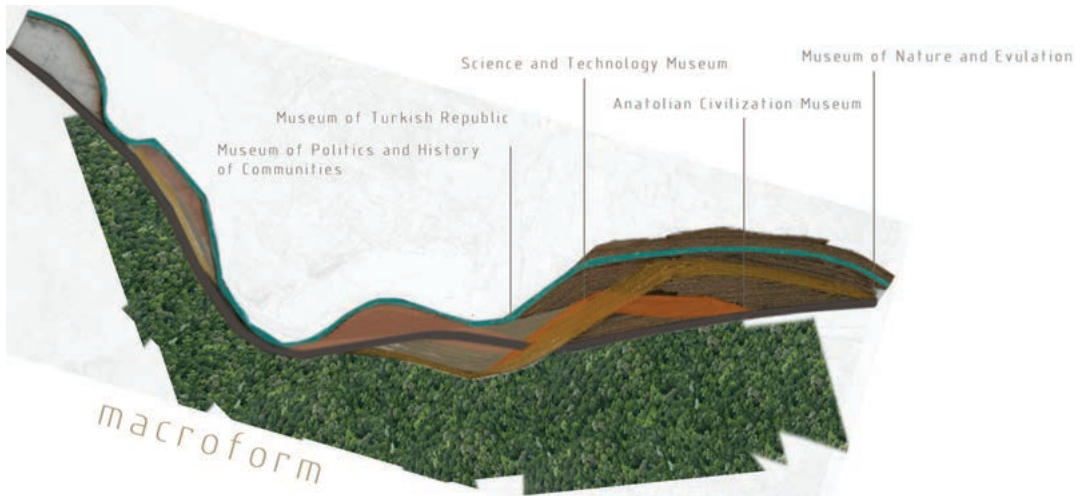 Museum of Nature and Evulation
Science and Technology Museum
Anatolian Civilization Museum
Museum of Turkish Republic
Museum of Politics and History
of Communities
macroform